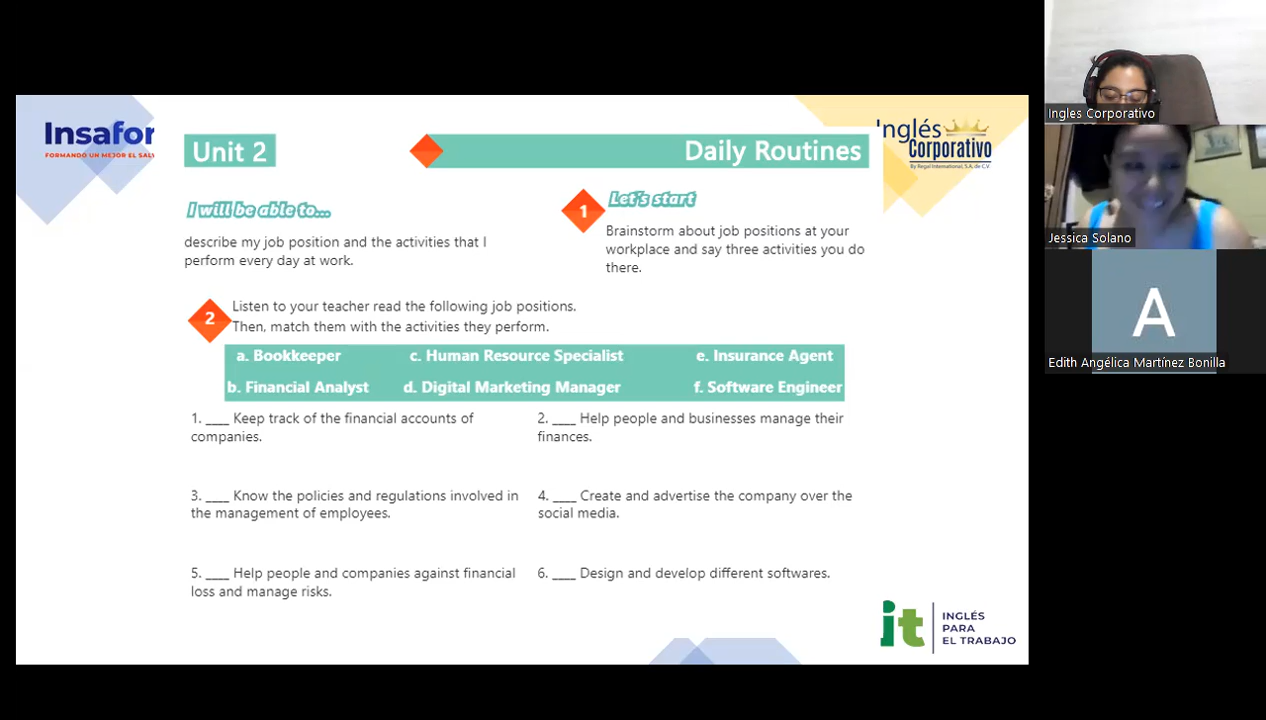 Insafor
FORMANDO UN MEJOR EL SALV
Unit 2
Daily Routines
Inglés
Corporativo
By Regal International, S.A. de C.V.
I will be able to...
describe my job position and the activities that I
perform every day at work.
1
Let's start
Brainstorm about job positions at your
workplace and say three activities you do
there.
2
Listen to your teacher read the following job positions.
Then, match them with the activities they perform.
a. Bookkeeper c. Human Resource Specialist e. Insurance Agent
b. Financial Analyst d. Digital Marketing Manager f. Software Engineer
1. ____ Keep track of the financial accounts of
companies.
2. ____ Help people and businesses manage their
finances.
3. ____ Know the policies and regulations involved in
the management of employees.
4. ____ Create and advertise the company over the
social media.
5. ____ Help people and companies against financial
loss and manage risks.
6. ____ Design and develop different softwares.
it
INGLÉS
PARA
EL TRABAJO
Ingles Corporativo
Jessica Solano
A
Edith Angélica Martínez Bonilla